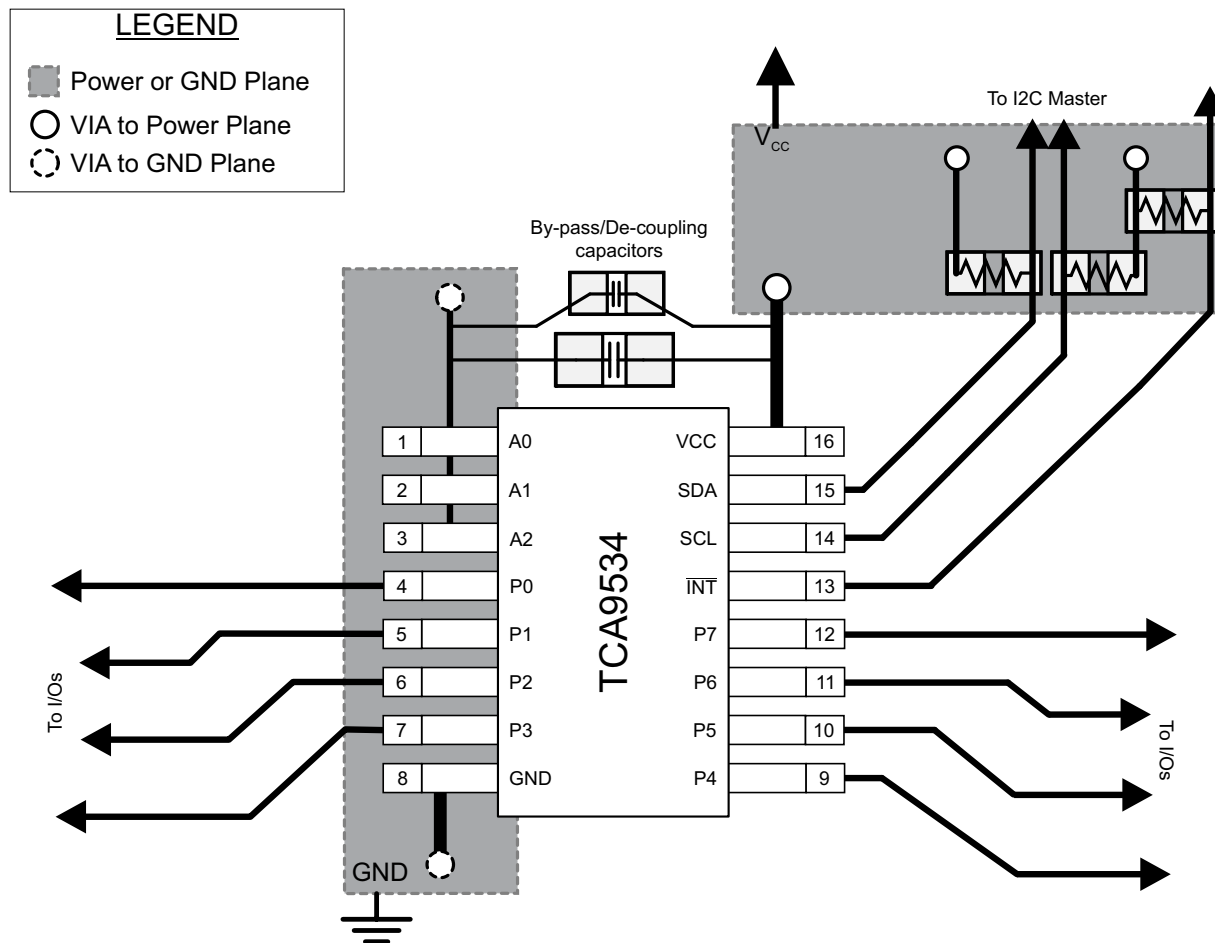 LEGEND
Power or GND Plane
VIA to Power Plane
VIA to GND Plane
To I2C Master
VCC
By-pass/De-coupling
capacitors
1 A0 VCC 16
2 A1 SDA 15
3 A2 SCL 14
4 P0 INT 13
5 P1 P7 12
6 P2 P6 11
7 P3 P5 10
8 GND P4 9
TCA9534
To I/Os
To I/Os
GND